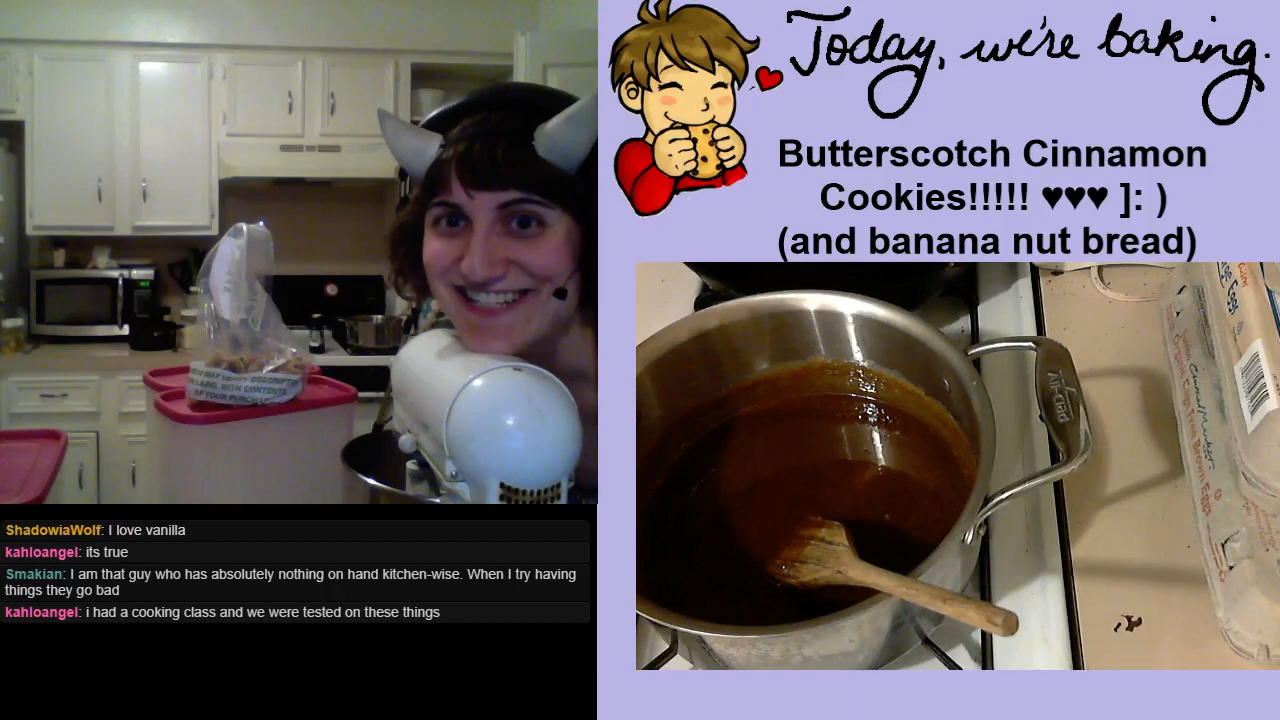 Today, we're baking.
Butterscotch Cinnamon
Cookies!!!!! ♥♥♥ ]: )
(and banana nut bread)
All-Clad
ShadowiaWolf: I love vanilla
kahloangel: its true
Smakian: I am that guy who has absolutely nothing on hand kitchen-wise. When I try having
things they go bad
kahloangel: i had a cooking class and we were tested on these things